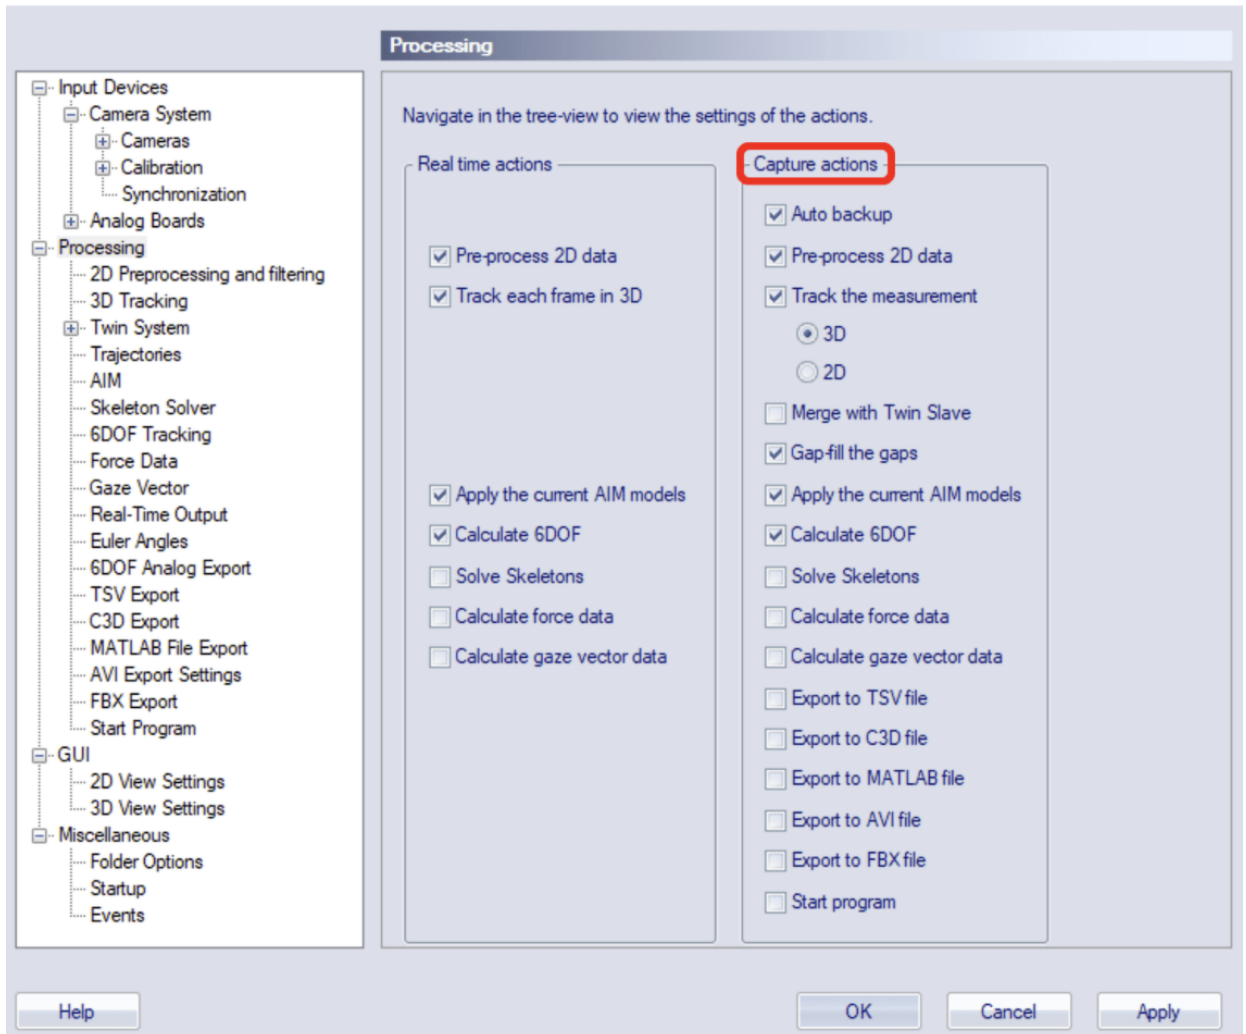 Processing
Input Devices
Camera System
Cameras
Calibration
Synchronization
Analog Boards
Processing
2D Preprocessing and filtering
3D Tracking
Twin System
Trajectories
AIM
Skeleton Solver
6DOF Tracking
Force Data
Gaze Vector
Real-Time Output
Euler Angles
6DOF Analog Export
TSV Export
C3D Export
MATLAB File Export
AVI Export Settings
FBX Export
Start Program
GUI
2D View Settings
3D View Settings
Miscellaneous
Folder Options
Startup
Events
Navigate in the tree-view to view the settings of the actions.
Real time actions
Pre-process 2D data
Track each frame in 3D
Apply the current AIM models
Calculate 6DOF
Solve Skeletons
Calculate force data
Calculate gaze vector data
Capture actions
Auto backup
Pre-process 2D data
Track the measurement
3D
2D
Merge with Twin Slave
Gap-fill the gaps
Apply the current AIM models
Calculate 6DOF
Solve Skeletons
Calculate force data
Calculate gaze vector data
Export to TSV file
Export to C3D file
Export to MATLAB file
Export to AVI file
Export to FBX file
Start program
Help
OK
Cancel
Apply